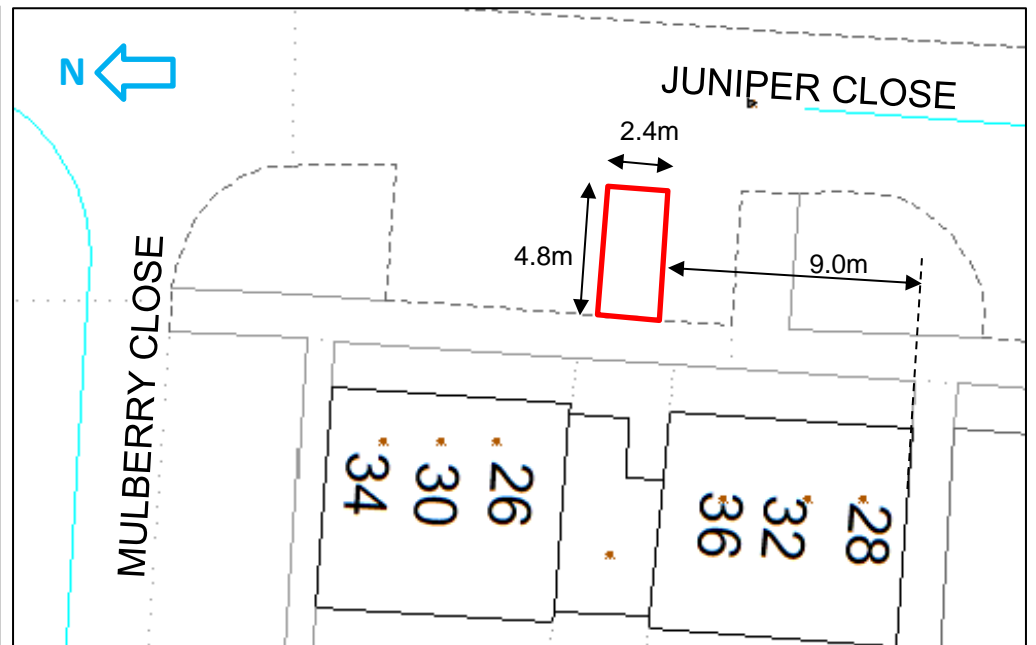 N
JUNIPER CLOSE
2.4m
4.8m
9.0m
MULBERRY CLOSE
34
30
26
36
32
28